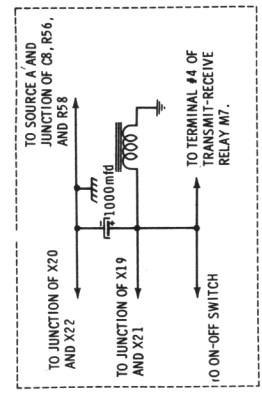 TO SOURCE A AND
JUNCTION OF C8, R56,
AND R58
TO JUNCTION OF X20
AND X22
1000mfd
TO JUNCTION OF X19
AND X21
TO TERMINAL #4 OF
TRANSMIT-RECEIVE
RELAY M7.
TO ON-OFF SWITCH